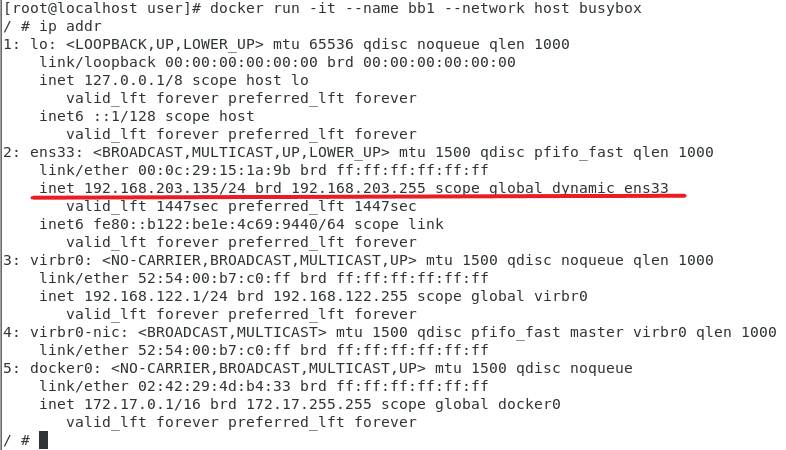 [root@localhost user]# docker run -it --name bb1 --network host busybox
/ # ip addr
1: lo: <LOOPBACK,UP,LOWER_UP> mtu 65536 qdisc noqueue qlen 1000
    link/loopback 00:00:00:00:00:00 brd 00:00:00:00:00:00
    inet 127.0.0.1/8 scope host lo
       valid_lft forever preferred_lft forever
    inet6 ::1/128 scope host
       valid_lft forever preferred_lft forever
2: ens33: <BROADCAST,MULTICAST,UP,LOWER_UP> mtu 1500 qdisc pfifo_fast qlen 1000
    link/ether 00:0c:29:15:1a:9b brd ff:ff:ff:ff:ff:ff
    inet 192.168.203.135/24 brd 192.168.203.255 scope global dynamic ens33
       valid_lft 1447sec preferred_lft 1447sec
    inet6 fe80::b122:be1e:4c69:9440/64 scope link
       valid_lft forever preferred_lft forever
3: virbr0: <NO-CARRIER,BROADCAST,MULTICAST,UP> mtu 1500 qdisc noqueue qlen 1000
    link/ether 52:54:00:b7:c0:ff brd ff:ff:ff:ff:ff:ff
    inet 192.168.122.1/24 brd 192.168.122.255 scope global virbr0
       valid_lft forever preferred_lft forever
4: virbr0-nic: <BROADCAST,MULTICAST> mtu 1500 qdisc pfifo_fast master virbr0 qlen 1000
    link/ether 52:54:00:b7:c0:ff brd ff:ff:ff:ff:ff:ff
5: docker0: <NO-CARRIER,BROADCAST,MULTICAST,UP> mtu 1500 qdisc noqueue
    link/ether 02:42:29:4d:b4:33 brd ff:ff:ff:ff:ff:ff
    inet 172.17.0.1/16 brd 172.17.255.255 scope global docker0
       valid_lft forever preferred_lft forever
/ #